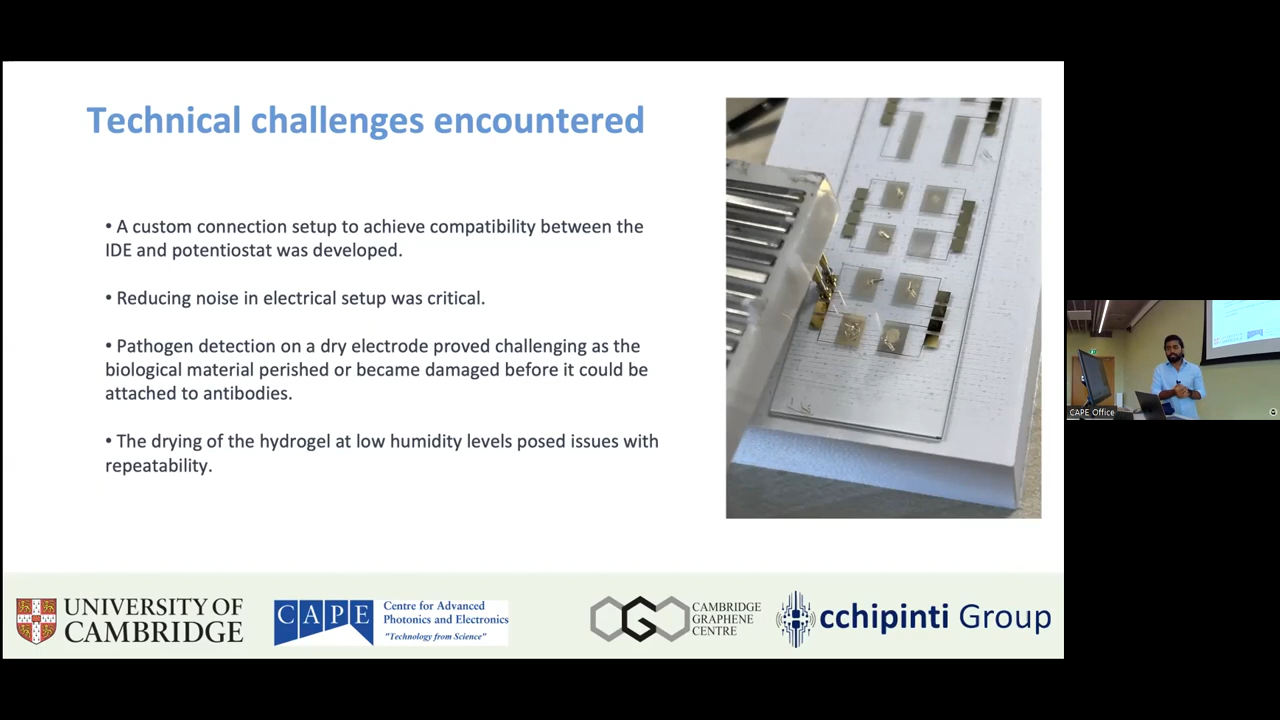 Technical challenges encountered
• A custom connection setup to achieve compatibility between the
IDE and potentiostat was developed.
• Reducing noise in electrical setup was critical.
• Pathogen detection on a dry electrode proved challenging as the
biological material perished or became damaged before it could be
attached to antibodies.
• The drying of the hydrogel at low humidity levels posed issues with
repeatability.
UNIVERSITY OF
CAMBRIDGE
CAPE
Centre for Advanced
Photonics and Electronics
"Technology from Science"
CAMBRIDGE
GRAPHENE
CENTRE
cchipinti Group
CAPE Office